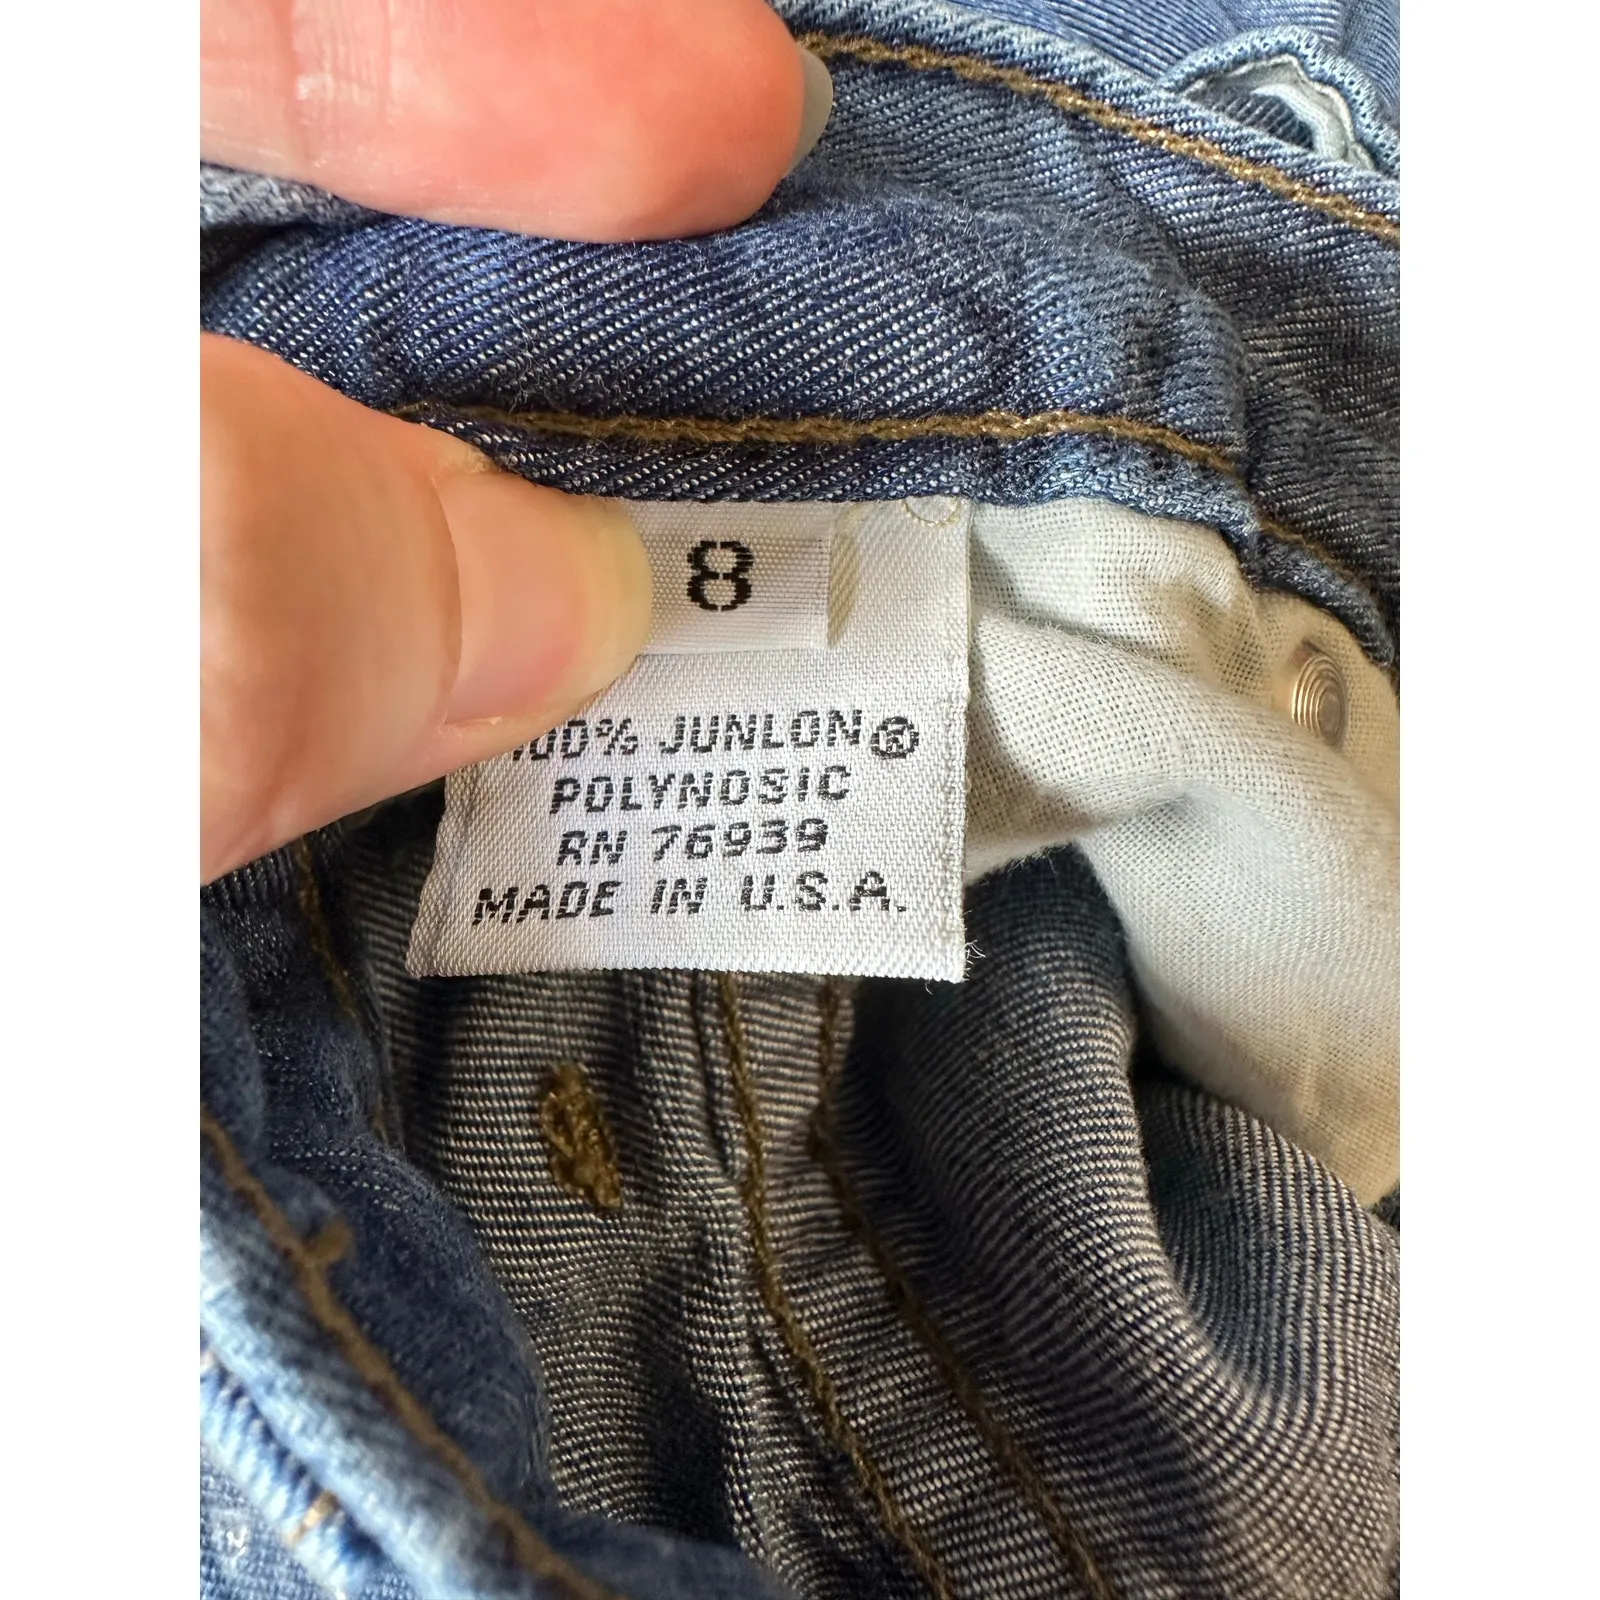 8
100% JUNLON®
POLYNOSIC
RN 76939
MADE IN U.S.A.